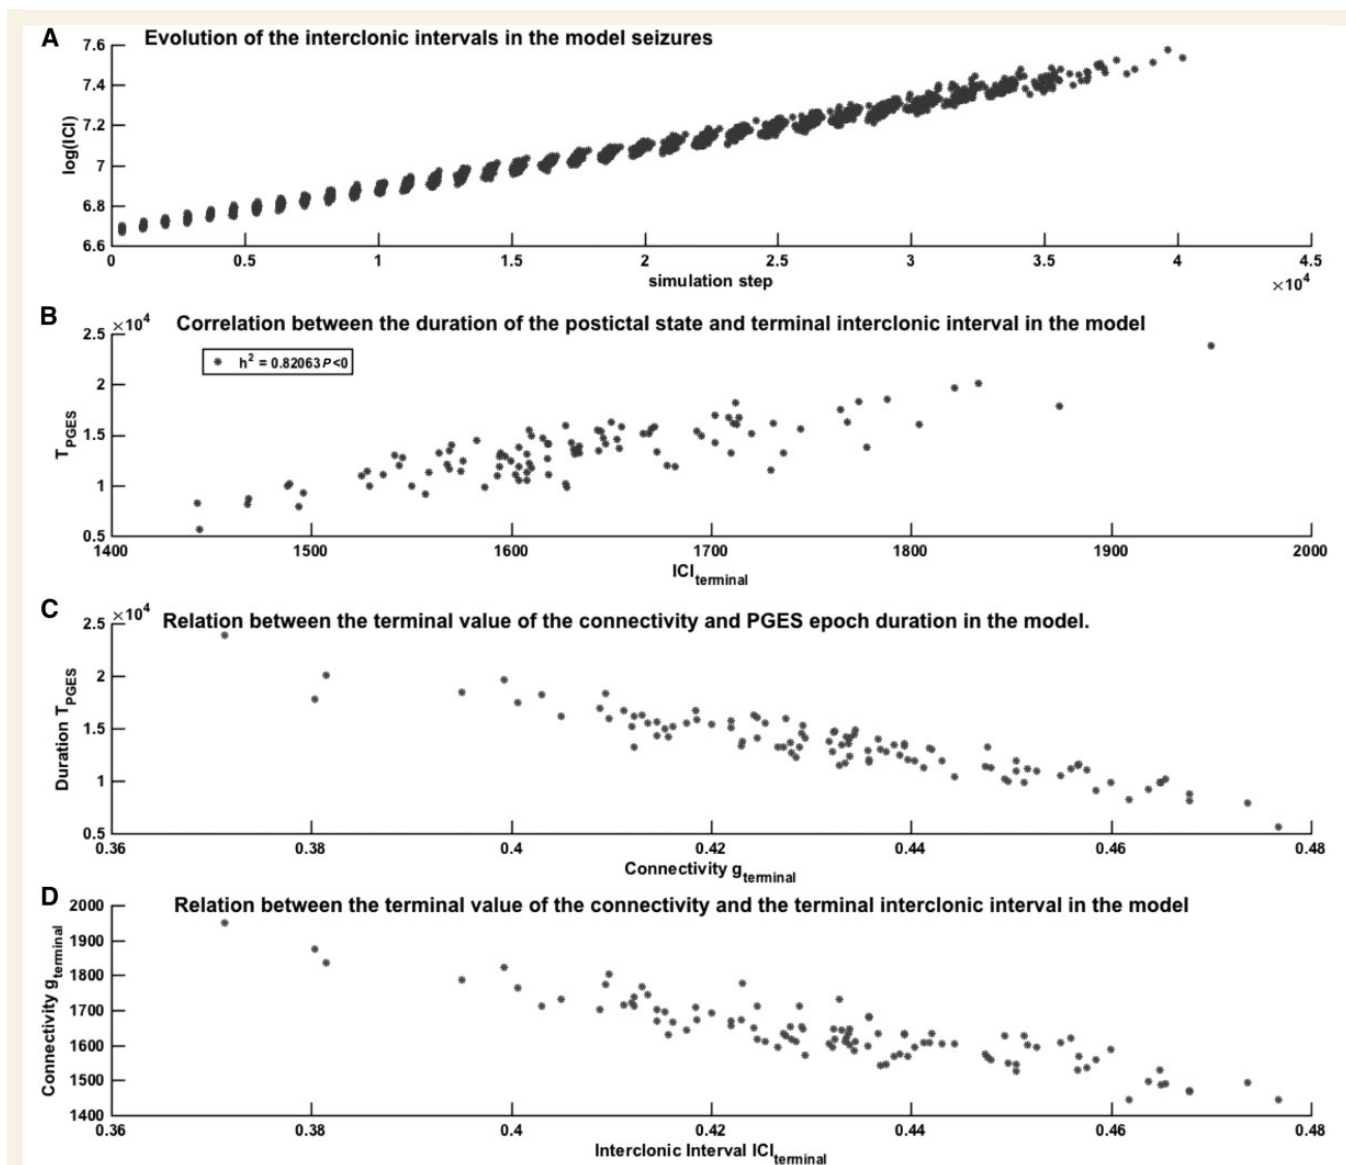 A
Evolution of the interclonic intervals in the model seizures
7.6
7.4
7.2
7
6.8
6.6
log(ICI)
0 0.5 1 1.5 2 2.5 3 3.5 4 4.5
simulation step
×10^4
B
×10^4
Correlation between the duration of the postictal state and terminal interclonic interval in the model
2.5
2
1.5
1
0.5
h^2 = 0.82063 P<0
T_PGES
1400 1500 1600 1700 1800 1900 2000
ICI_terminal
C
×10^4
Relation between the terminal value of the connectivity and PGES epoch duration in the model.
2.5
2
1.5
1
0.5
Duration T_PGES
0.36 0.38 0.4 0.42 0.44 0.46 0.48
Connectivity g_terminal
D
Relation between the terminal value of the connectivity and the terminal interclonic interval in the model
2000
1900
1800
1700
1600
1500
1400
Connectivity g_terminal
0.36 0.38 0.4 0.42 0.44 0.46 0.48
Interclonic Interval ICI_terminal